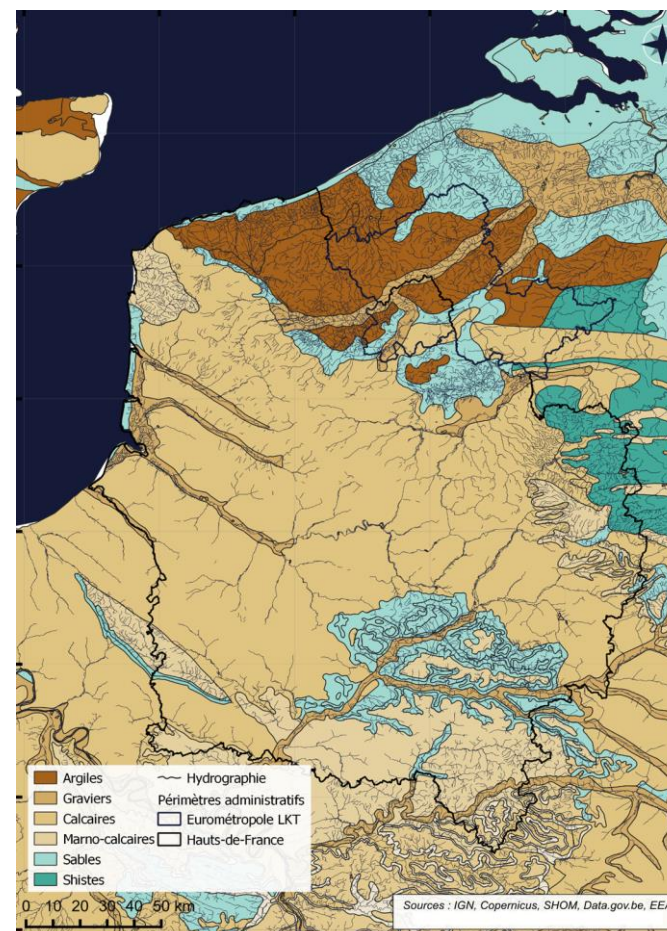 Argiles
Graviers
Calcaires
Marno-calcaires
Sables
Shistes
Hydrographie
Périmètres administratifs
Eurométropole LKT
Hauts-de-France
0 10 20 30 40 50 km
Sources : IGN, Copernicus, SHOM, Data.gov.be, EEA